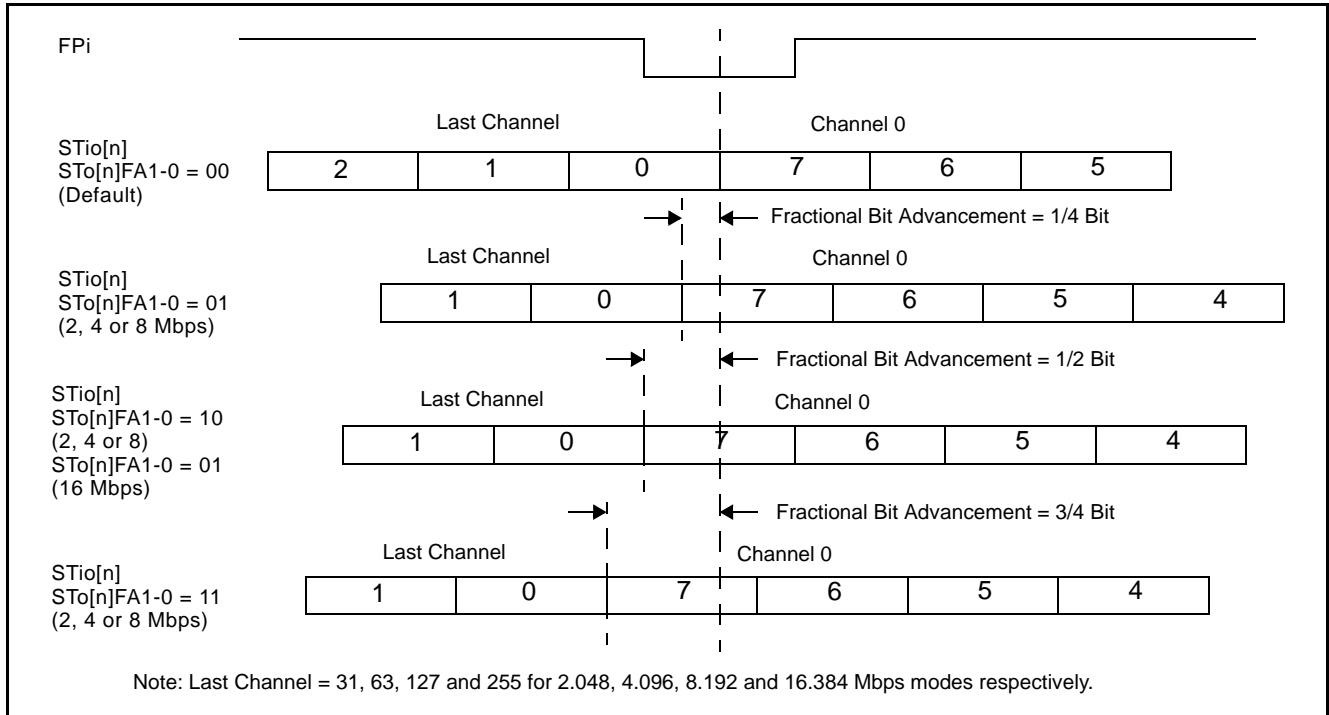 FPi
Last Channel
Channel 0
STio[n]
STo[n]FA1-0 = 00
(Default)
2 1 0 7 6 5
Fractional Bit Advancement = 1/4 Bit
Last Channel
Channel 0
STio[n]
STo[n]FA1-0 = 01
(2, 4 or 8 Mbps)
1 0 7 6 5 4
Fractional Bit Advancement = 1/2 Bit
Last Channel
Channel 0
STio[n]
STo[n]FA1-0 = 10
(2, 4 or 8)
STo[n]FA1-0 = 01
(16 Mbps)
1 0 7 6 5 4
Fractional Bit Advancement = 3/4 Bit
Last Channel
Channel 0
STio[n]
STo[n]FA1-0 = 11
(2, 4 or 8 Mbps)
1 0 7 6 5 4
Note: Last Channel = 31, 63, 127 and 255 for 2.048, 4.096, 8.192 and 16.384 Mbps modes respectively.